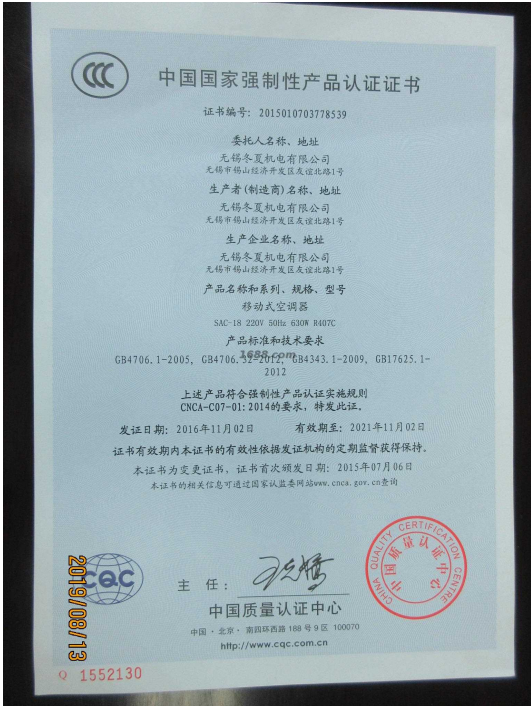 中国国家强制性产品认证证书
证书编号: 2015010703778539
委托人名称、地址
无锡冬夏机电有限公司
无锡市锡山经济开发区友谊北路1号
生产者(制造商)名称、地址
无锡冬夏机电有限公司
无锡市锡山经济开发区友谊北路1号
生产企业名称、地址
无锡冬夏机电有限公司
无锡市锡山经济开发区友谊北路1号
产品名称和系列、规格、型号
移动式空调器
SAC-18 220V 50Hz 630W R407C
产品标准和技术要求
1688.com
GB4706.1-2005, GB4706.32-2012, GB4343.1-2009, GB17625.1-
2012
上述产品符合强制性产品认证实施规则
CNCA-C07-01:2014的要求，特发此证。
发证日期: 2016年11月02日 有效期至: 2021年11月02日
证书有效期内本证书的有效性依据发证机构的定期监督获得保持。
本证书为变更证书，证书首次颁发日期: 2015年07月06日
本证书的相关信息可通过国家认监委网站www.cnca.gov.cn查询
CQC
主任:
中国质量认证中心
中国·北京·南四环西路 188 号 9 区 100070
http://www.cqc.com.cn
CHINA QUALITY CERTIFICATION CENTRE
中国质量认证中心
2019/08/13
Q 1552130